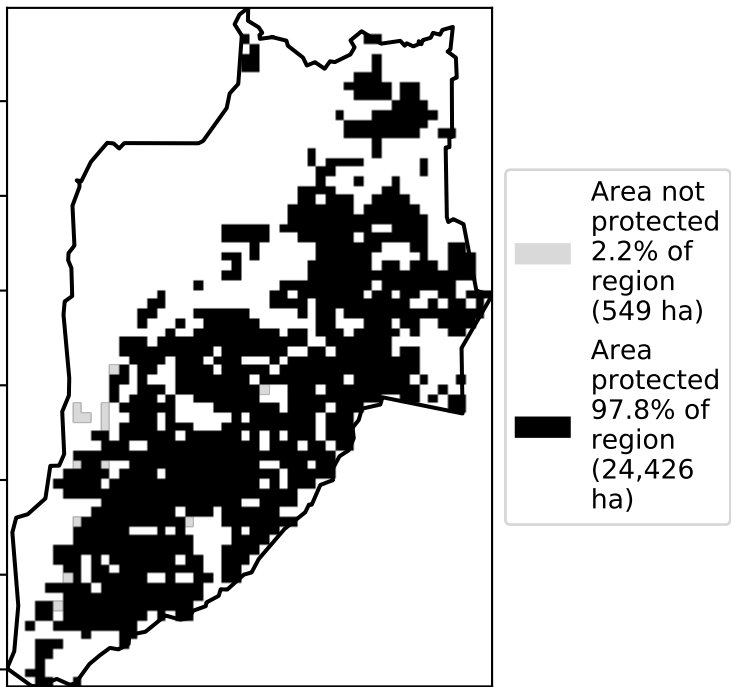 Area not
protected
2.2% of
region
(549 ha)
Area
protected
97.8% of
region
(24,426
ha)